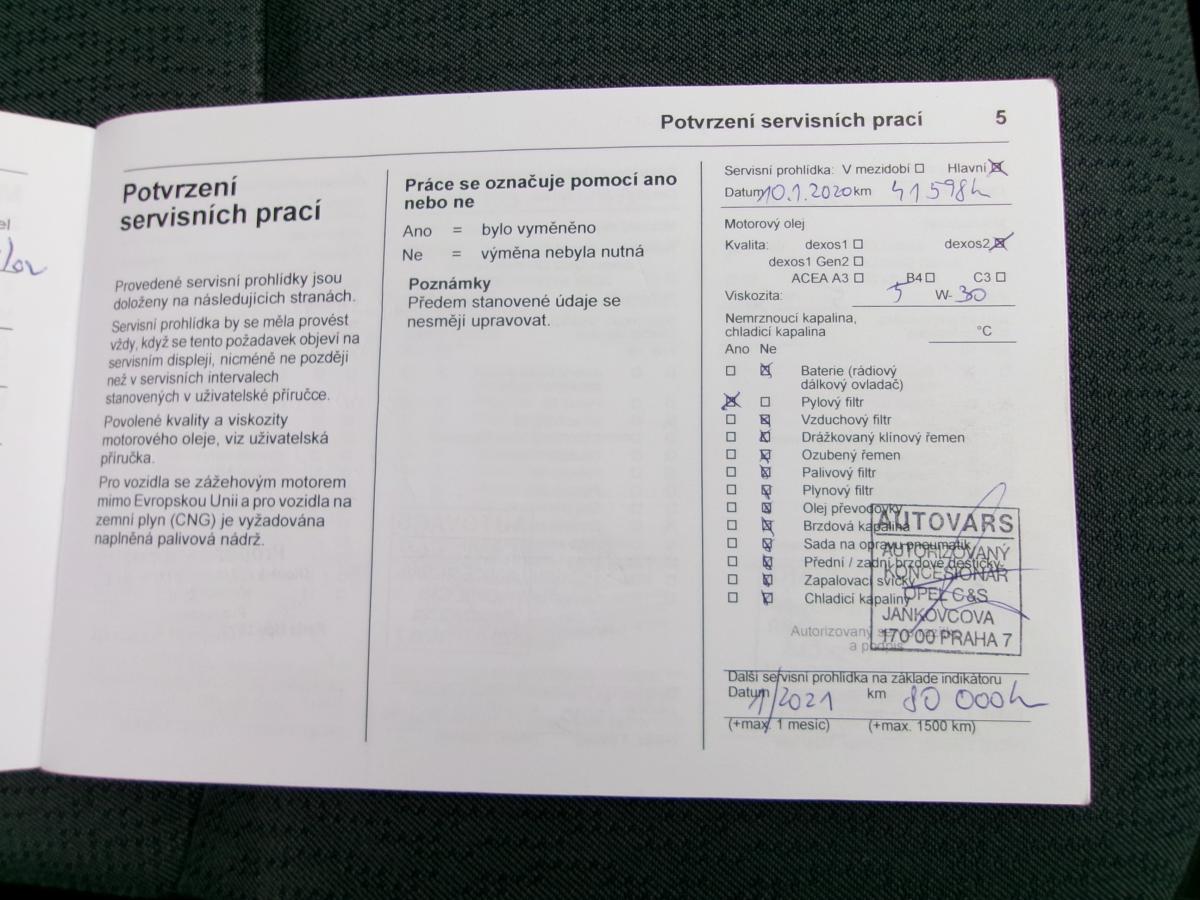 Potvrzení servisních prací 5
Potvrzení
servisních prací
Provedené servisní prohlídky jsou
doloženy na následujících stranách.
Servisní prohlídka by se měla provést
vždy, když se tento požadavek objeví na
servisním displeji, nicméně ne později
než v servisních intervalech
stanovených v uživatelské příručce.
Povolené kvality a viskozity
motorového oleje, viz uživatelská
příručka.
Pro vozidla se zážehovým motorem
mimo Evropskou Unii a pro vozidla na
zemní plyn (CNG) je vyžadována
naplněná palivová nádrž.
Práce se označuje pomocí ano
nebo ne
Ano = bylo vyměněno
Ne = výměna nebyla nutná
Poznámky
Předem stanovené údaje se
nesmějí upravovat.
Servisní prohlídka: V mezidobí ☐ Hlavní ☒
Datum 10.1.2020 km 41598
Motorový olej
Kvalita: dexos1 ☐ dexos2 ☒
dexos1 Gen2 ☐
ACEA A3 ☐ B4 ☐ C3 ☐
Viskozita: 5 W- 30
Nemrznoucí kapalina,
chladicí kapalina °C
Ano Ne
☐ ☒ Baterie (rádiový
dálkový ovladač)
☒ ☐ Pylový filtr
☐ ☒ Vzduchový filtr
☐ ☒ Drážkovaný klínový řemen
☐ ☒ Ozubený řemen
☐ ☒ Palivový filtr
☐ ☒ Plynový filtr
☐ ☒ Olej převodovky
☐ ☒ Brzdová kapalina
☐ ☒ Sada na opravu pneumatik
☐ ☒ Přední / zadní brzdové destičky
☐ ☒ Zapalovací svíčky
☐ ☒ Chladicí kapaliny
AUTOVARS
AUTORIZOVANÝ
KONCESIONÁŘ
OPEL C&S
JANKOVCOVA
170 00 PRAHA 7
Autorizovaný
a podpis
Další servisní prohlídka na základě indikátoru
Datum 1/2021 km 80 000
(+max. 1 mesic) (+max. 1500 km)